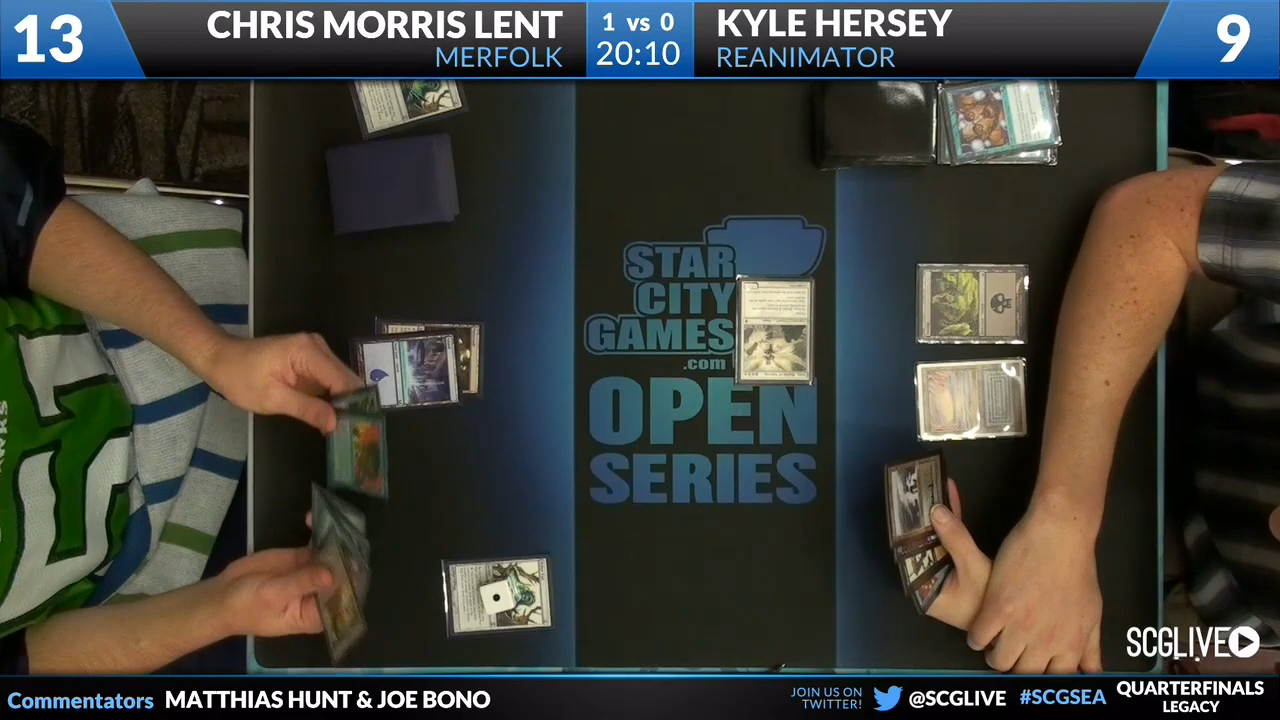 13
CHRIS MORRIS LENT
MERFOLK
1 vs 0
20:10
KYLE HERSEY
REANIMATOR
9
STAR
CITY
GAMES
.com
OPEN
SERIES
SCGLIVE
Commentators MATTHIAS HUNT & JOE BONO
JOIN US ON
TWITTER!
@SCGLIVE
#SCGSEA
QUARTERFINALS
LEGACY